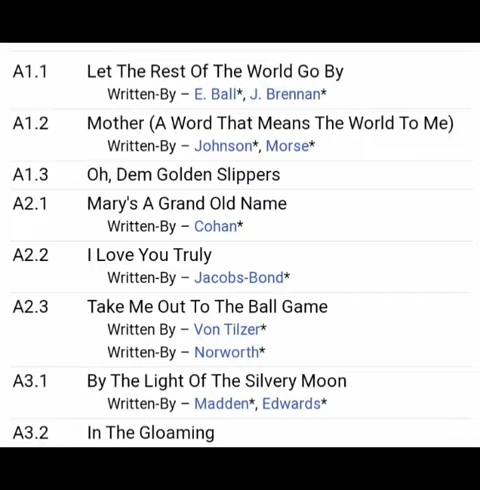 A1.1 Let The Rest Of The World Go By
Written-By – E. Ball*, J. Brennan*
A1.2 Mother (A Word That Means The World To Me)
Written-By – Johnson*, Morse*
A1.3 Oh, Dem Golden Slippers
A2.1 Mary's A Grand Old Name
Written-By – Cohan*
A2.2 I Love You Truly
Written-By – Jacobs-Bond*
A2.3 Take Me Out To The Ball Game
Written By – Von Tilzer*
Written-By – Norworth*
A3.1 By The Light Of The Silvery Moon
Written-By – Madden*, Edwards*
A3.2 In The Gloaming